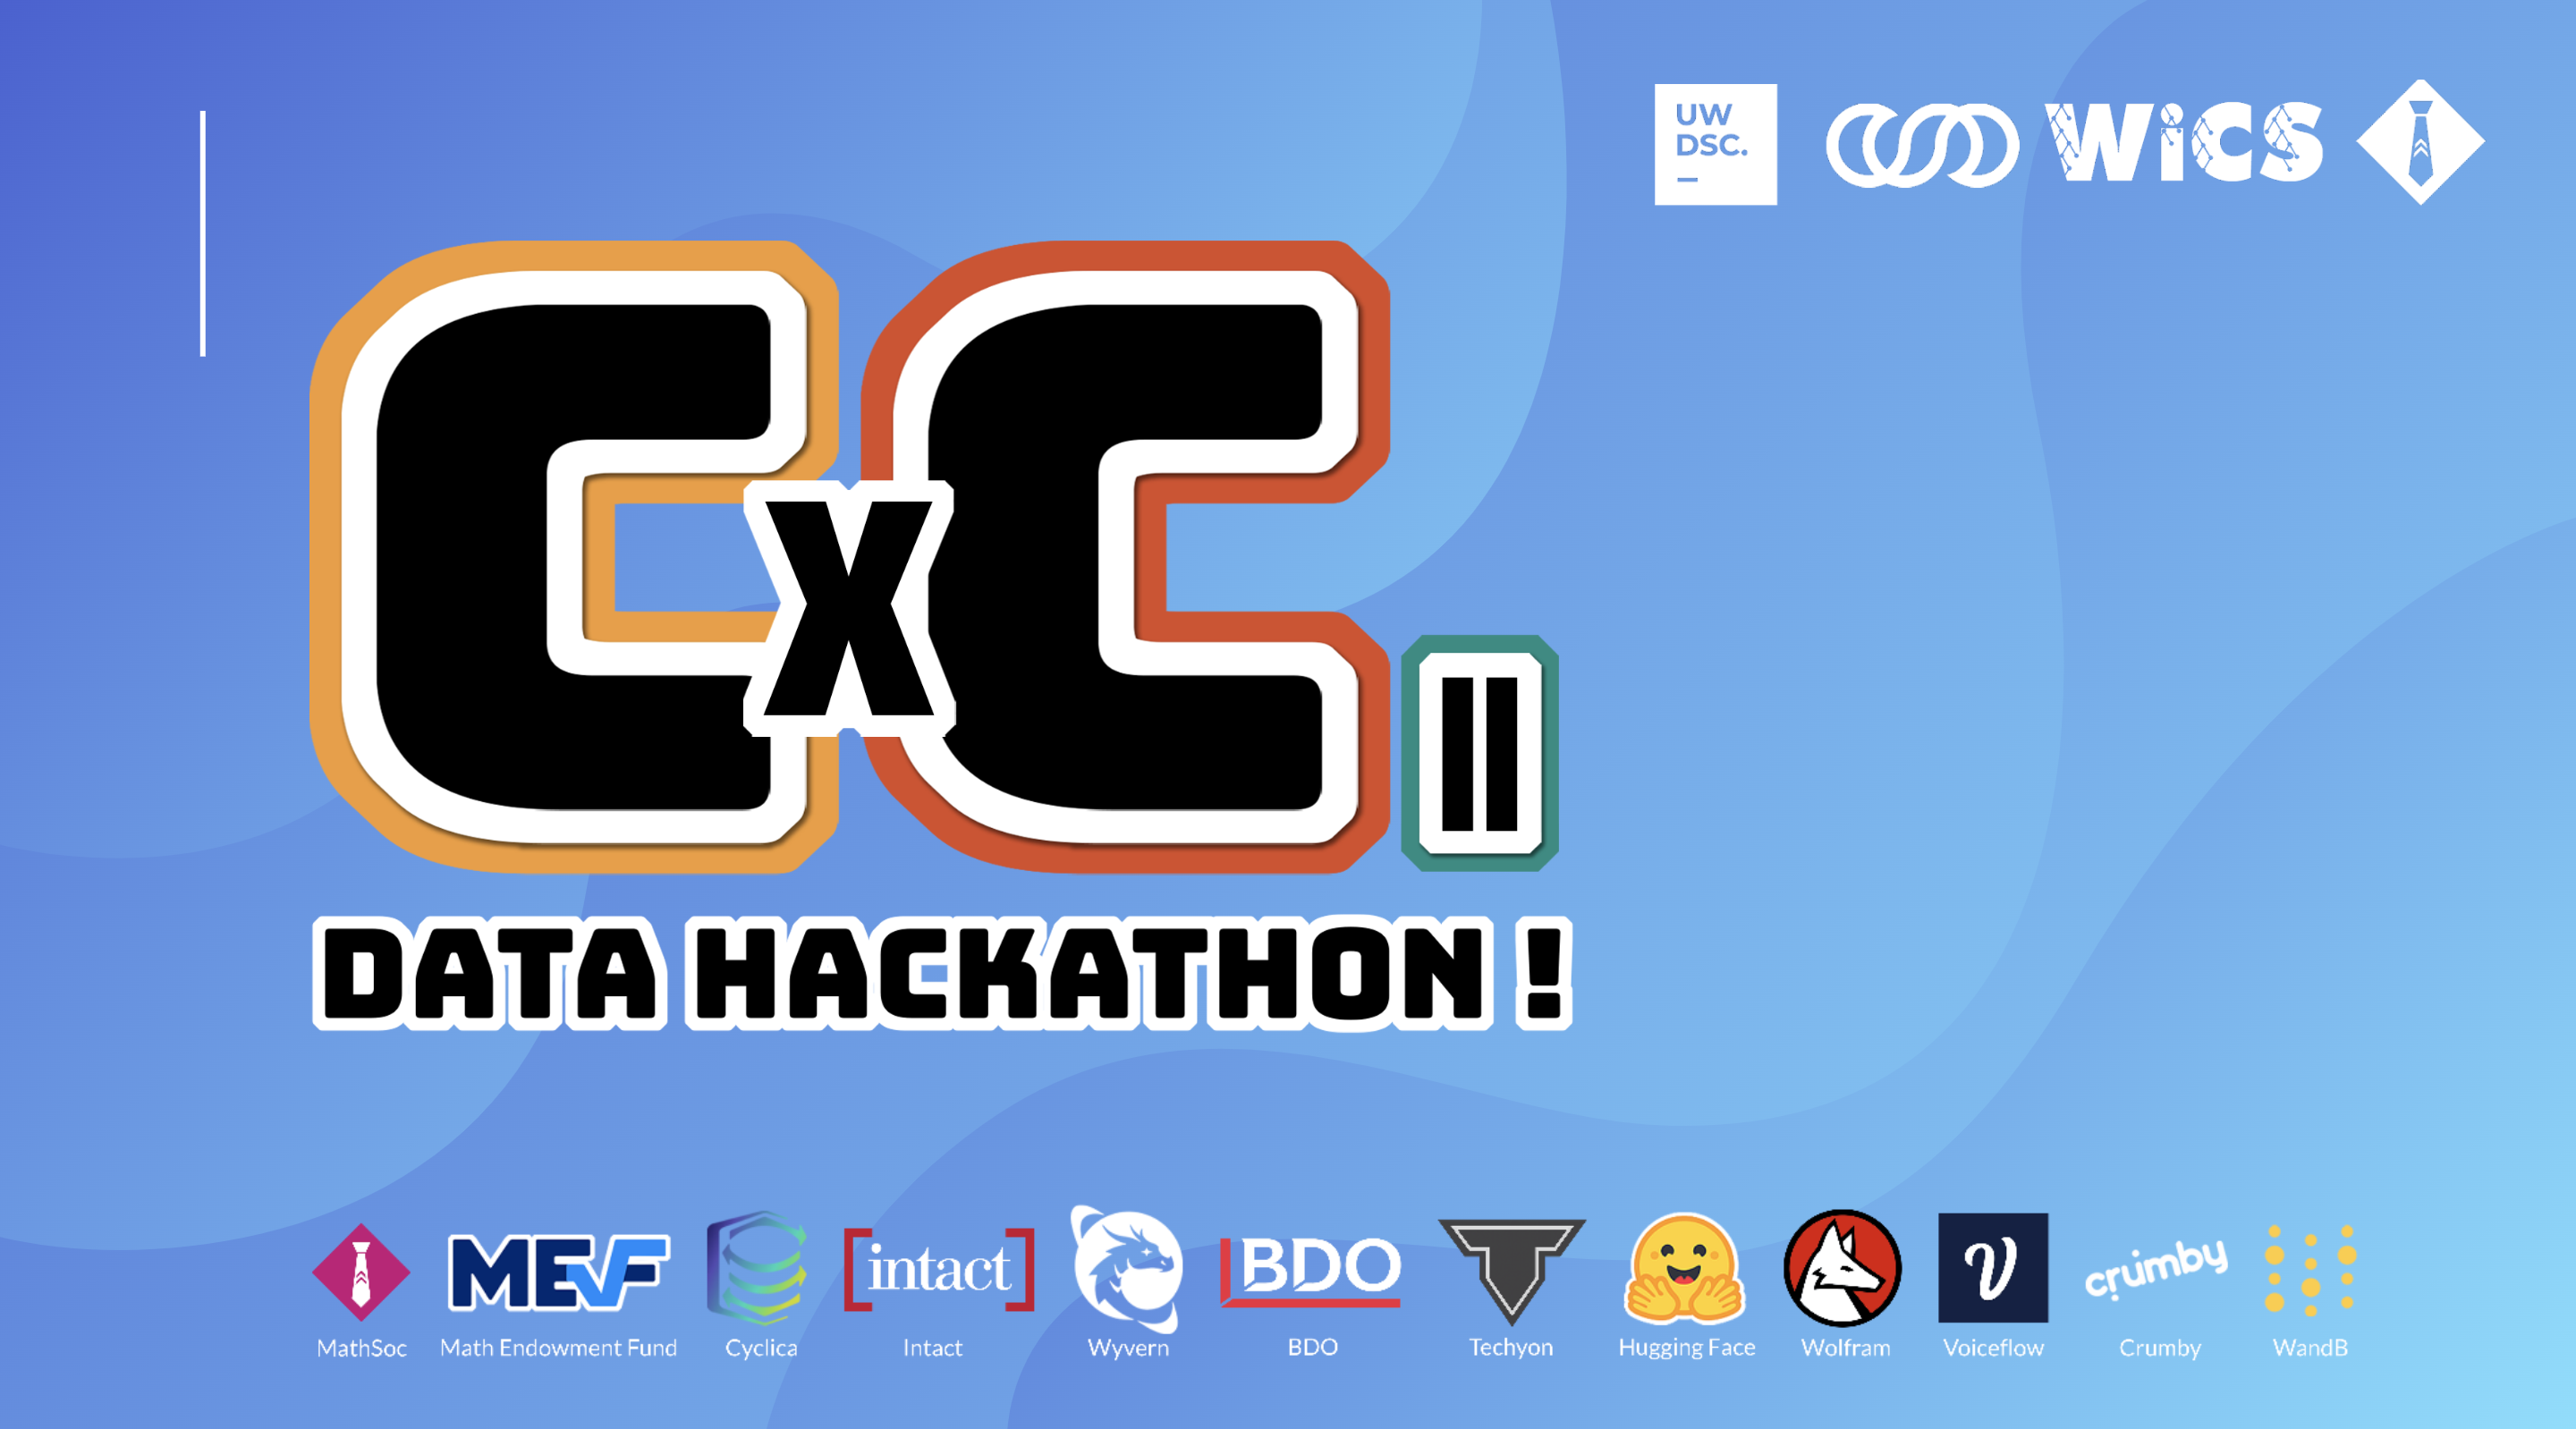 UW
DSC.
WiCS
CxC II
DATA HACKATHON !
MEF
[intact]
BDO
crumby
MathSoc
Math Endowment Fund
Cyclica
Intact
Wyvern
BDO
Techyon
Hugging Face
Wolfram
Voiceflow
Crumby
WandB